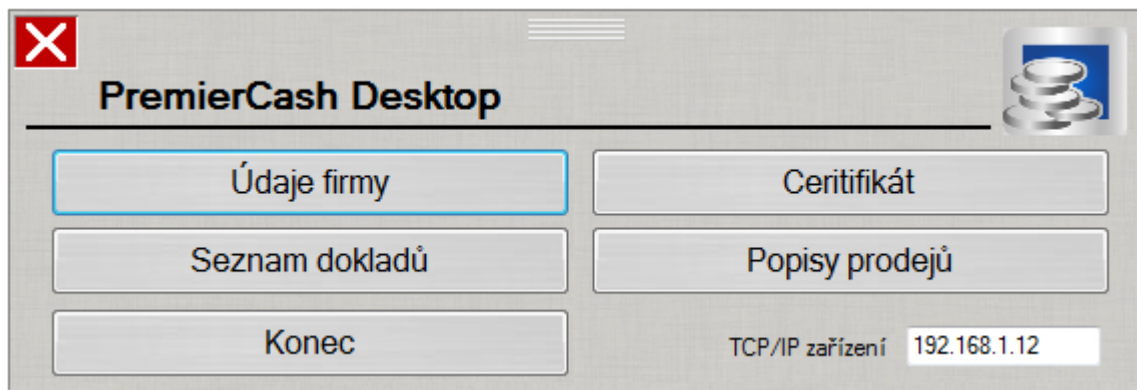 PremierCash Desktop
Údaje firmy
Ceritifikát
Seznam dokladů
Popisy prodejů
Konec
TCP/IP zařízení 192.168.1.12